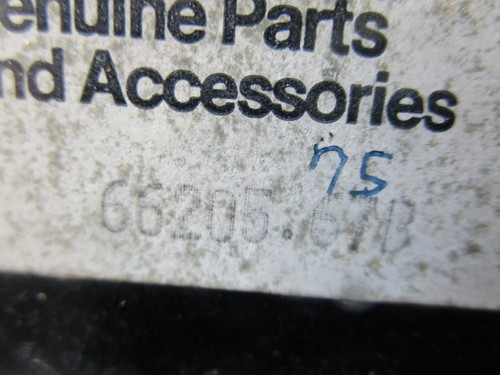 enuine Parts
nd Accessories
75
66205.67B